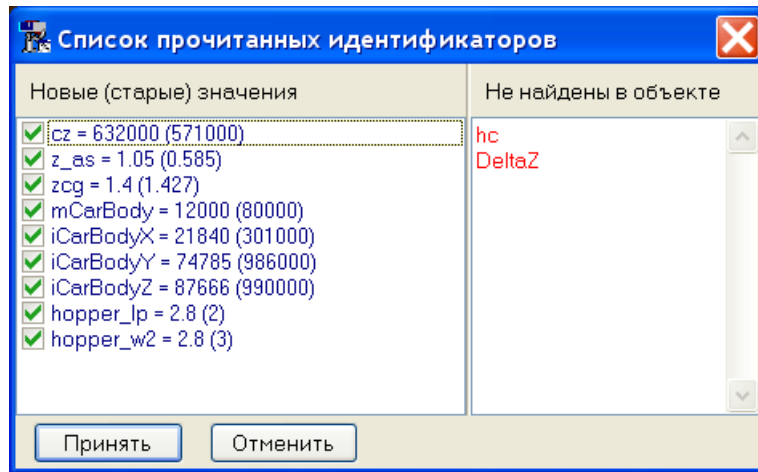 Список прочитанных идентификаторов
Новые (старые) значения
Не найдены в объекте
cz = 632000 (571000)
z_as = 1.05 (0.585)
zcg = 1.4 (1.427)
mCarBody = 12000 (80000)
iCarBodyX = 21840 (301000)
iCarBodyY = 74785 (986000)
iCarBodyZ = 87666 (990000)
hopper_lp = 2.8 (2)
hopper_w2 = 2.8 (3)
hc
DeltaZ
Принять
Отменить